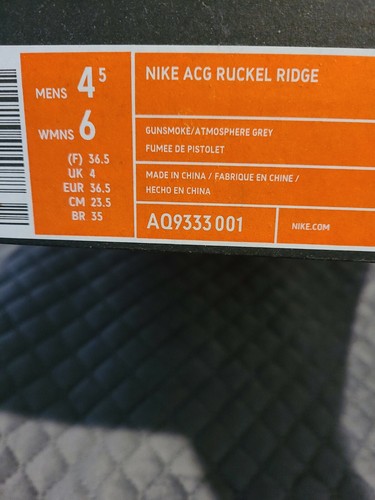 MENS 4 5
WMNS 6
(F) 36.5
UK 4
EUR 36.5
CM 23.5
BR 35
NIKE ACG RUCKEL RIDGE
GUNSMOKE/ATMOSPHERE GREY
FUMEE DE PISTOLET
MADE IN CHINA / FABRIQUE EN CHINE /
HECHO EN CHINA
AQ9333 001
NIKE.COM